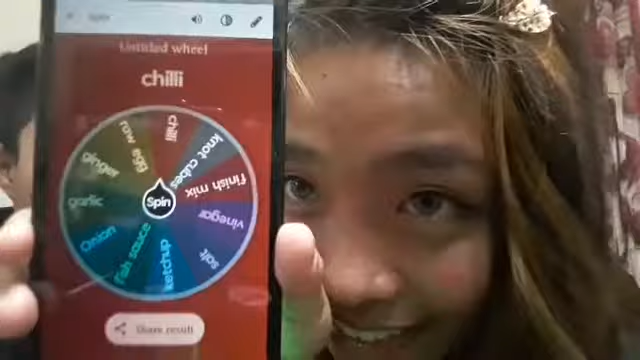 Spin
Untitled wheel
chilli
chilli
knot cubes
finish mix
vinegar
salt
ketchup
fish sauce
Onion
garlic
ginger
raw egg
Spin
Share result